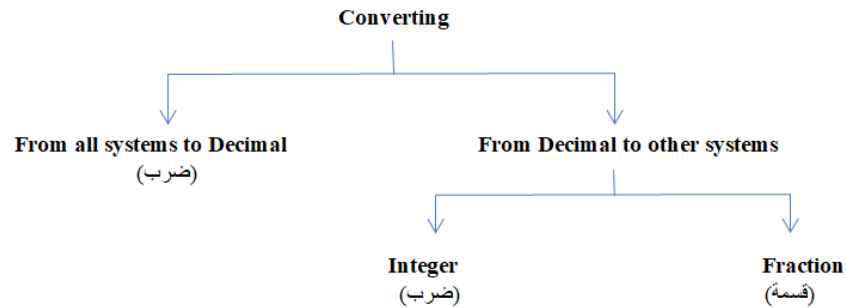 Converting
From all systems to Decimal
(ضرب)
From Decimal to other systems
Integer
(ضرب)
Fraction
(قسمة)